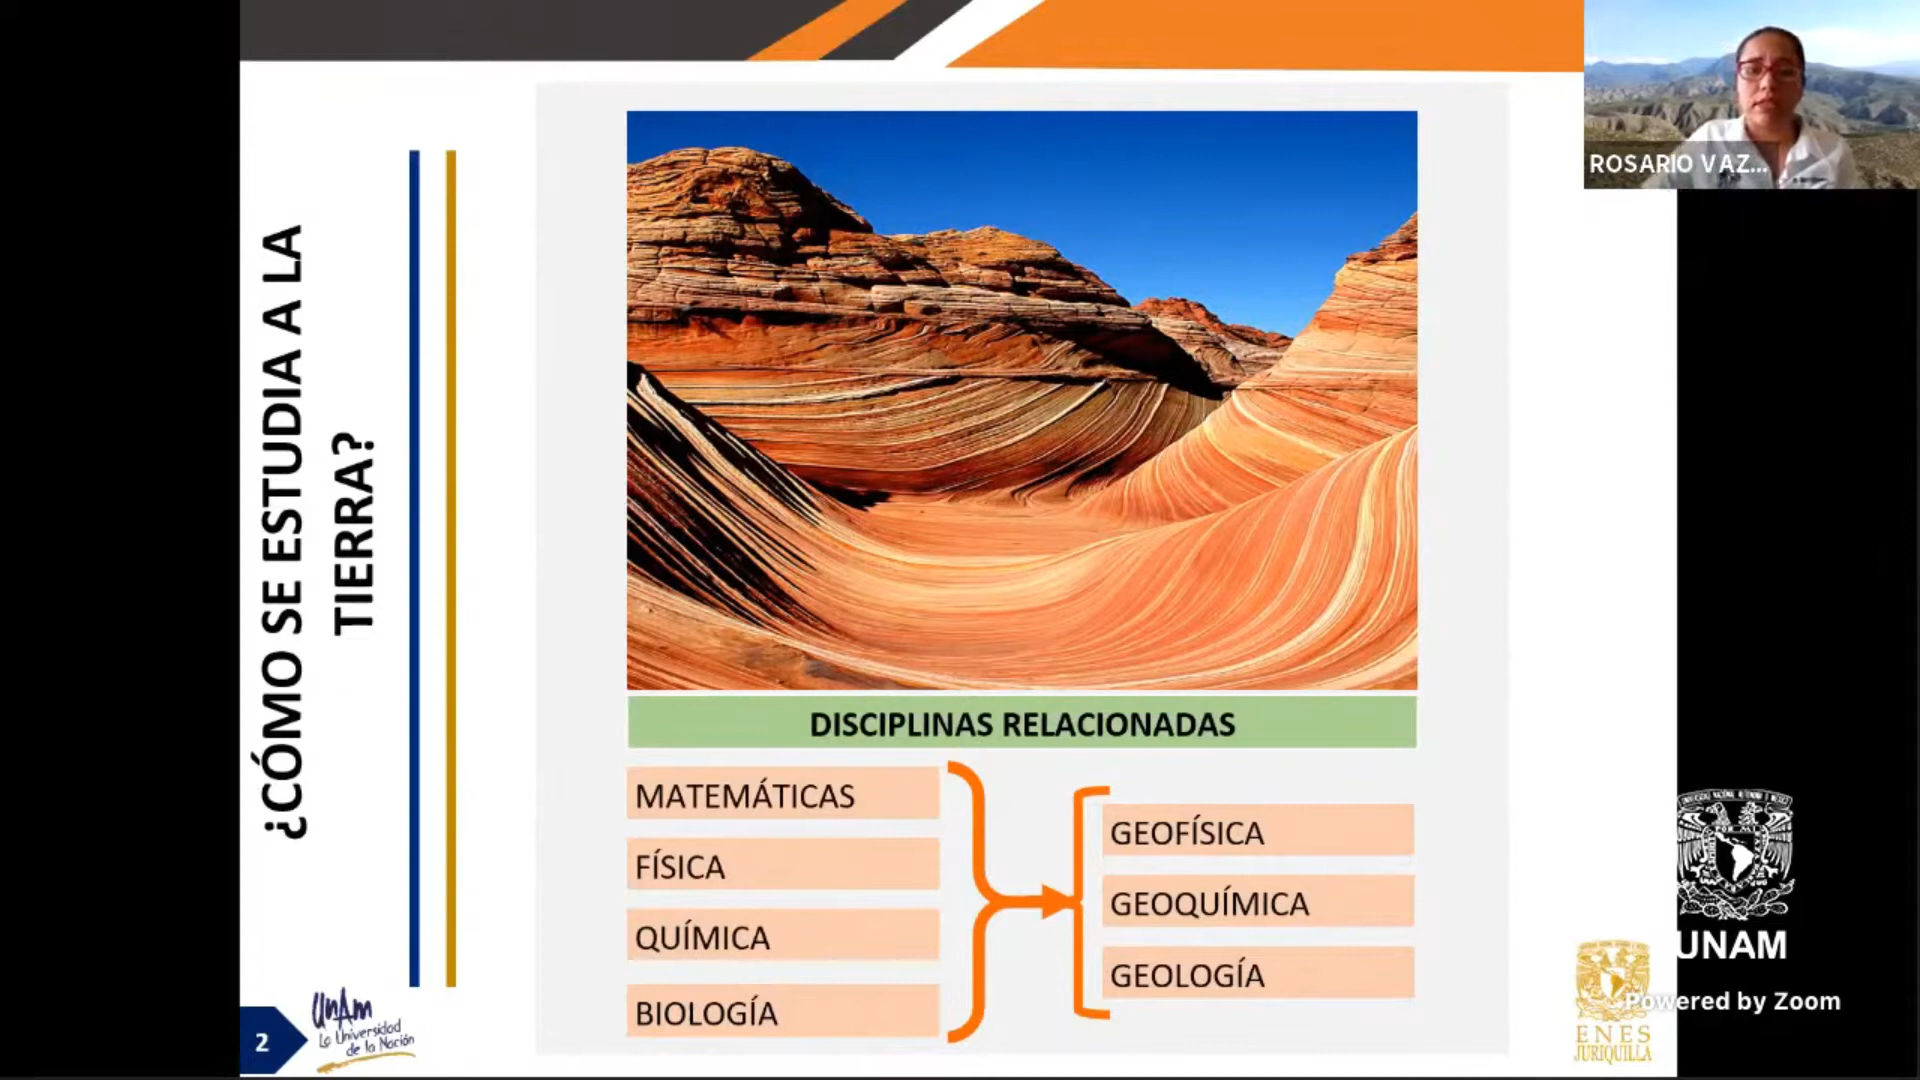 ¿CÓMO SE ESTUDIA A LA
TIERRA?
ROSARIO VAZ...
DISCIPLINAS RELACIONADAS
MATEMÁTICAS
FÍSICA
QUÍMICA
BIOLOGÍA
GEOFÍSICA
GEOQUÍMICA
GEOLOGÍA
2
UnAm
La Universidad
de la Nación
UNAM
Powered by Zoom
ENES
JURIQUILLA